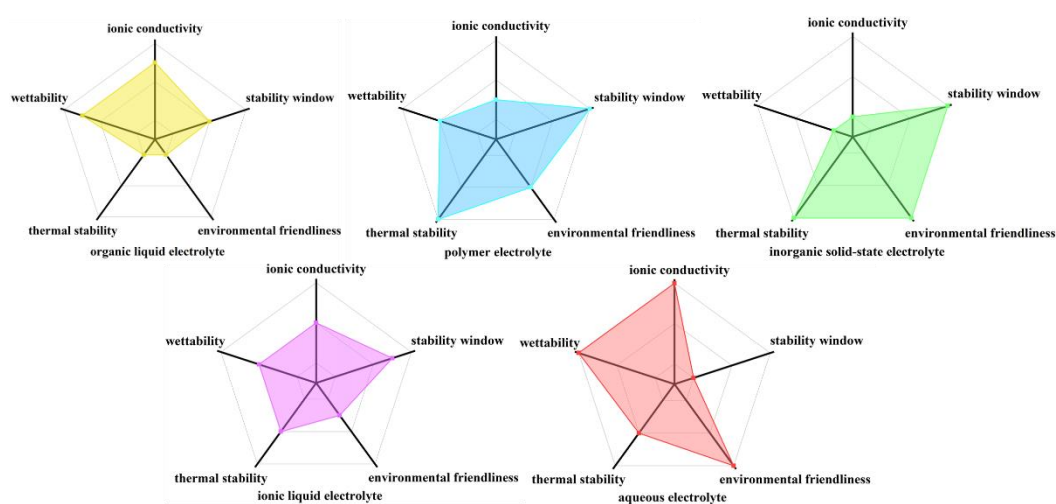 ionic conductivity
wettability
stability window
thermal stability
environmental friendliness
organic liquid electrolyte
ionic conductivity
wettability
stability window
thermal stability
environmental friendliness
polymer electrolyte
ionic conductivity
wettability
stability window
thermal stability
environmental friendliness
inorganic solid-state electrolyte
ionic conductivity
wettability
stability window
thermal stability
environmental friendliness
ionic liquid electrolyte
ionic conductivity
wettability
stability window
thermal stability
environmental friendliness
aqueous electrolyte